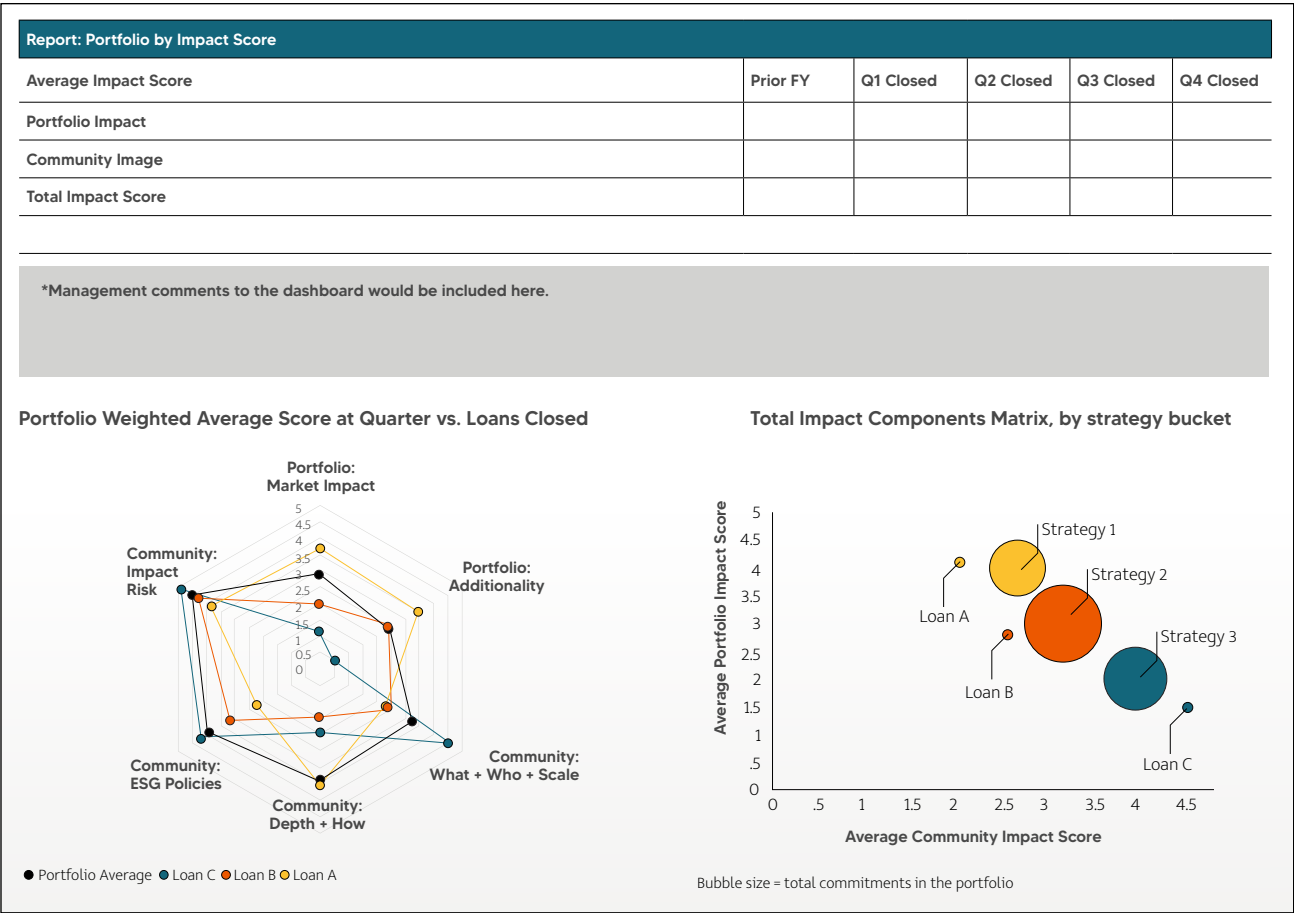 Report: Portfolio by Impact Score
Average Impact Score Prior FY Q1 Closed Q2 Closed Q3 Closed Q4 Closed
Portfolio Impact
Community Image
Total Impact Score
*Management comments to the dashboard would be included here.
Portfolio Weighted Average Score at Quarter vs. Loans Closed
Portfolio:
Market Impact
5
4.5
4
3.5
3
2.5
2
1.5
1
0.5
0
Portfolio:
Additionality
Community:
What + Who + Scale
Community:
Depth + How
Community:
ESG Policies
Community:
Impact
Risk
Portfolio Average Loan C Loan B Loan A
Total Impact Components Matrix, by strategy bucket
Average Portfolio Impact Score
5
4.5
4
3.5
3
2.5
2
1.5
1
.5
0
Strategy 1
Strategy 2
Strategy 3
Loan A
Loan B
Loan C
0 .5 1 1.5 2 2.5 3 3.5 4 4.5
Average Community Impact Score
Bubble size = total commitments in the portfolio